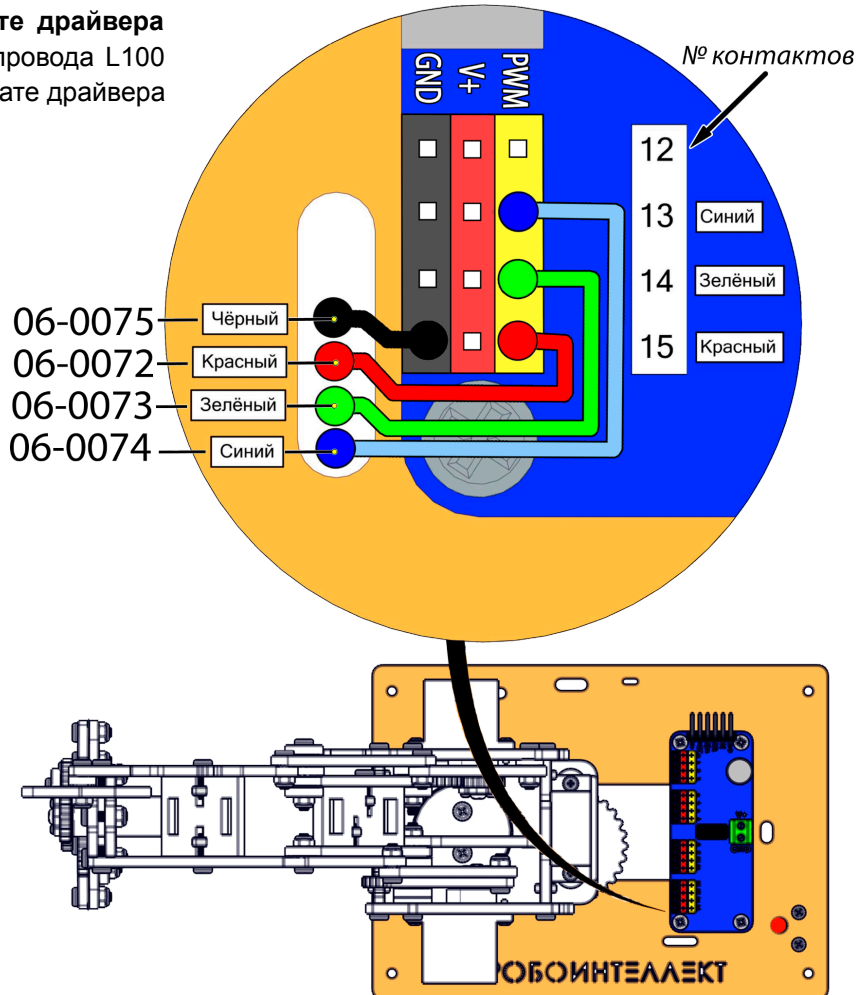 те драйвера
провода L100
ате драйвера
№ контактов
GND
V+
PWM
12
13 Синий
14 Зелёный
15 Красный
06-0075 Чёрный
06-0072 Красный
06-0073 Зелёный
06-0074 Синий
РОБОИНТЕЛЛЕКТ